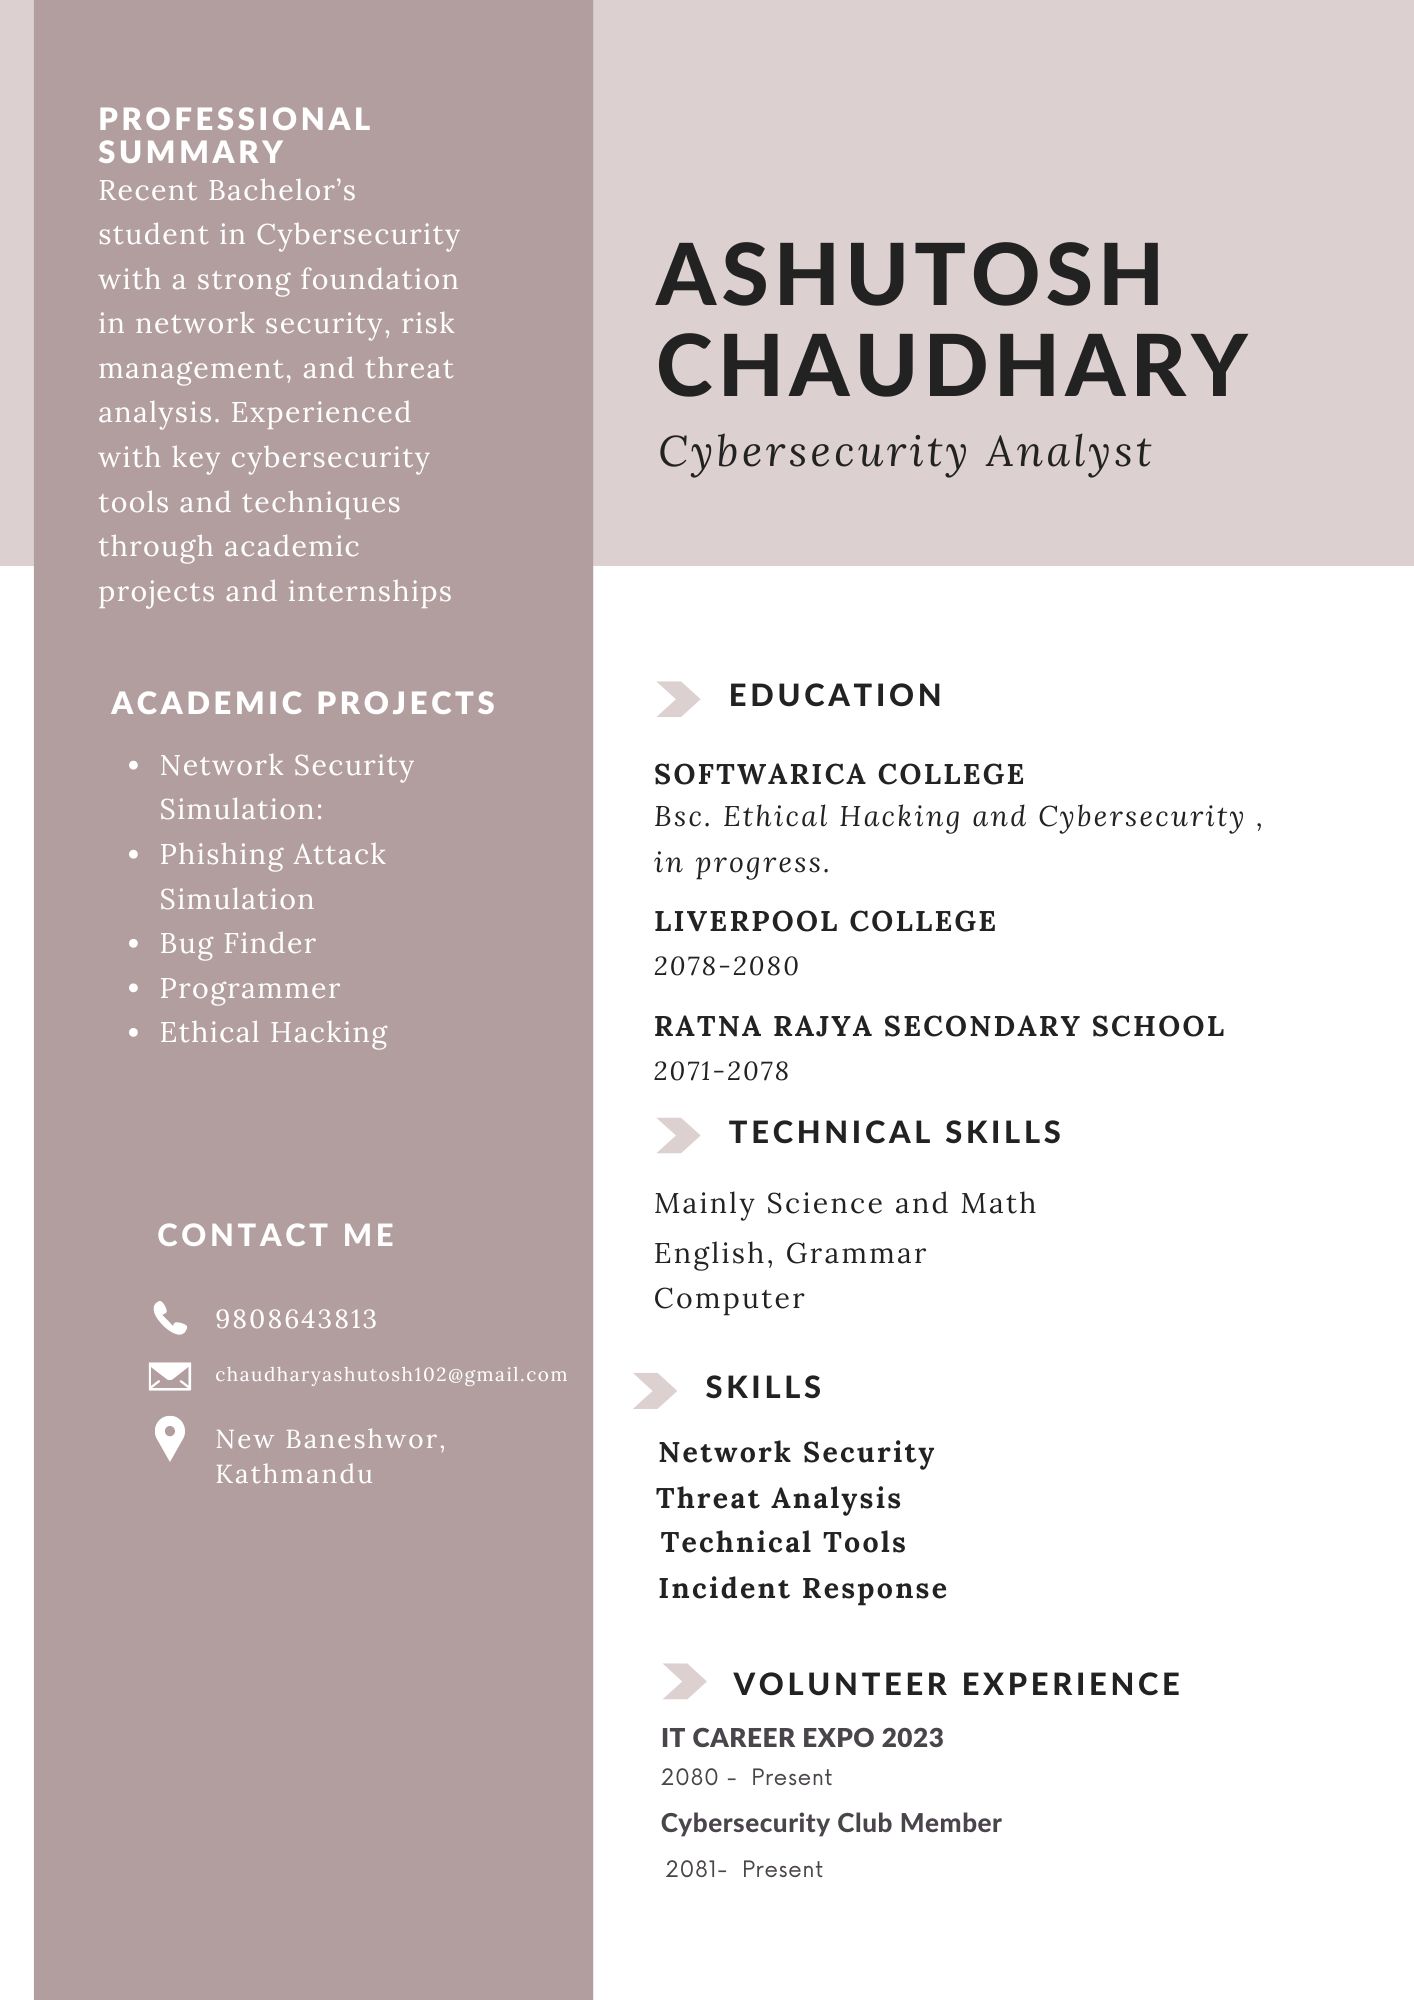 PROFESSIONAL
SUMMARY
Recent Bachelor’s
student in Cybersecurity
with a strong foundation
in network security, risk
management, and threat
analysis. Experienced
with key cybersecurity
tools and techniques
through academic
projects and internships
ACADEMIC PROJECTS
• Network Security
Simulation:
• Phishing Attack
Simulation
• Bug Finder
• Programmer
• Ethical Hacking
CONTACT ME
9808643813
chaudharyashutosh102@gmail.com
New Baneshwor,
Kathmandu
ASHUTOSH
CHAUDHARY
Cybersecurity Analyst
EDUCATION
SOFTWARICA COLLEGE
Bsc. Ethical Hacking and Cybersecurity ,
in progress.
LIVERPOOL COLLEGE
2078-2080
RATNA RAJYA SECONDARY SCHOOL
2071-2078
TECHNICAL SKILLS
Mainly Science and Math
English, Grammar
Computer
SKILLS
Network Security
Threat Analysis
Technical Tools
Incident Response
VOLUNTEER EXPERIENCE
IT CAREER EXPO 2023
2080 - Present
Cybersecurity Club Member
2081- Present